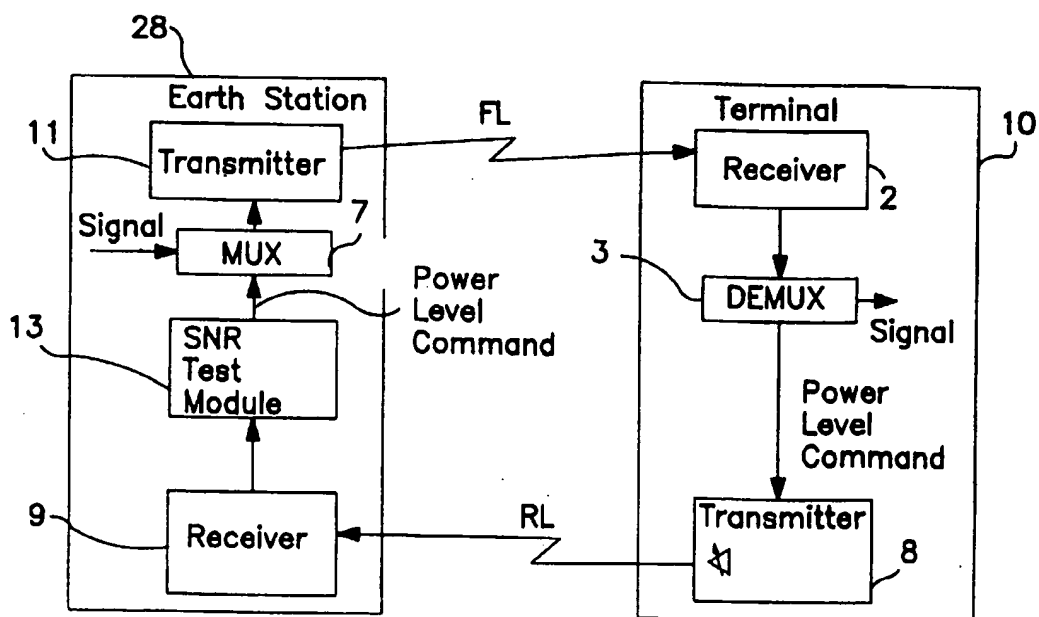 28
Earth Station
11
Transmitter
FL
Terminal
10
Receiver
2
Signal
MUX
7
3
DEMUX
Signal
Power
Level
Command
13
SNR
Test
Module
Power
Level
Command
9
Receiver
RL
Transmitter
8